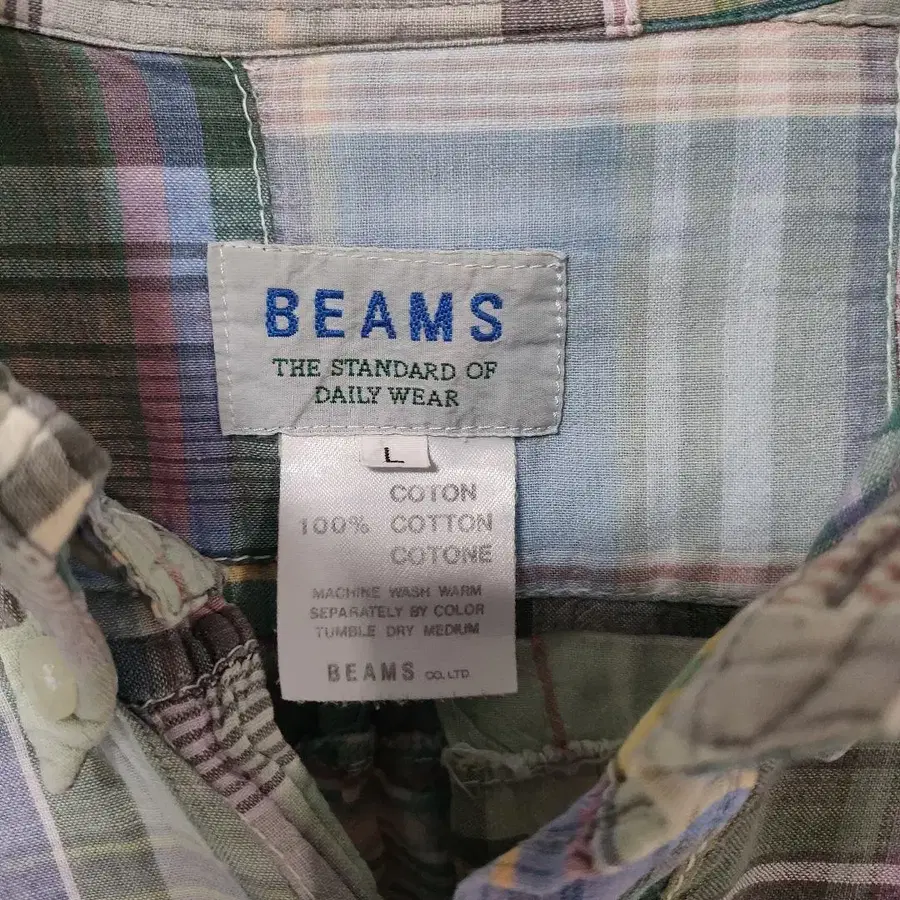 BEAMS
THE STANDARD OF
DAILY WEAR
L
COTON
100% COTTON
COTONE
MACHINE WASH WARM
SEPARATELY BY COLOR
TUMBLE DRY MEDIUM
BEAMS CO. LTD.